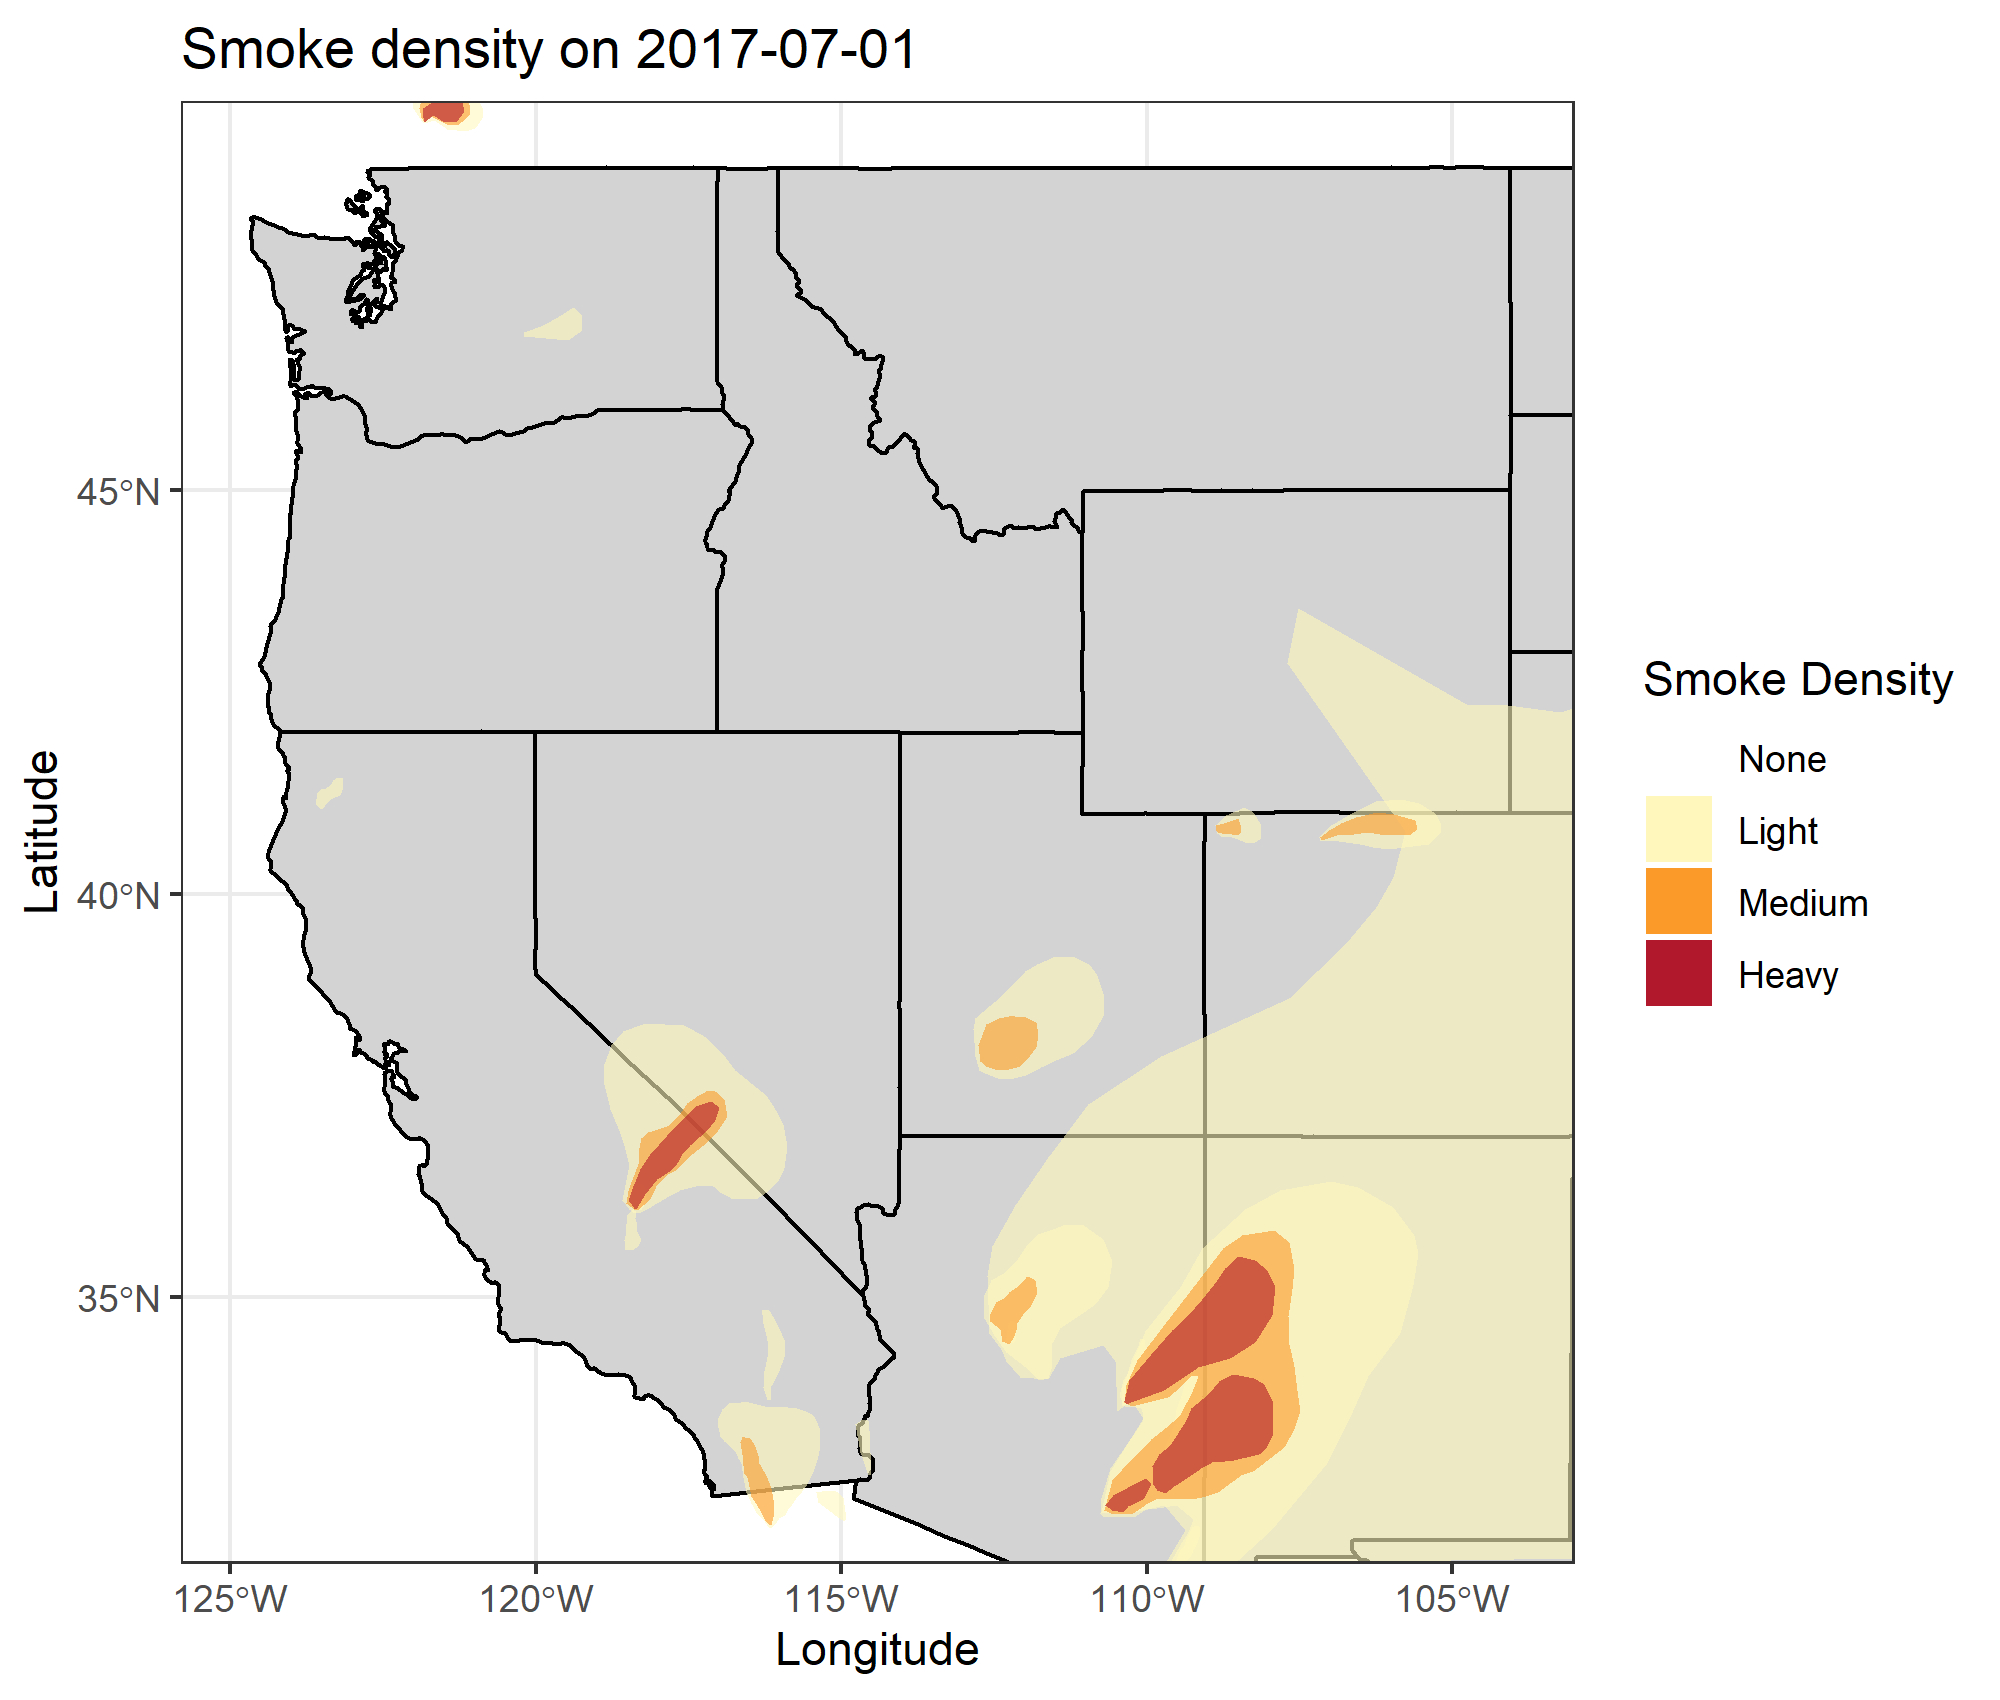 Smoke density on 2017-07-01
Latitude
45°N
40°N
35°N
125°W
120°W
115°W
110°W
105°W
Longitude
Smoke Density
None
Light
Medium
Heavy